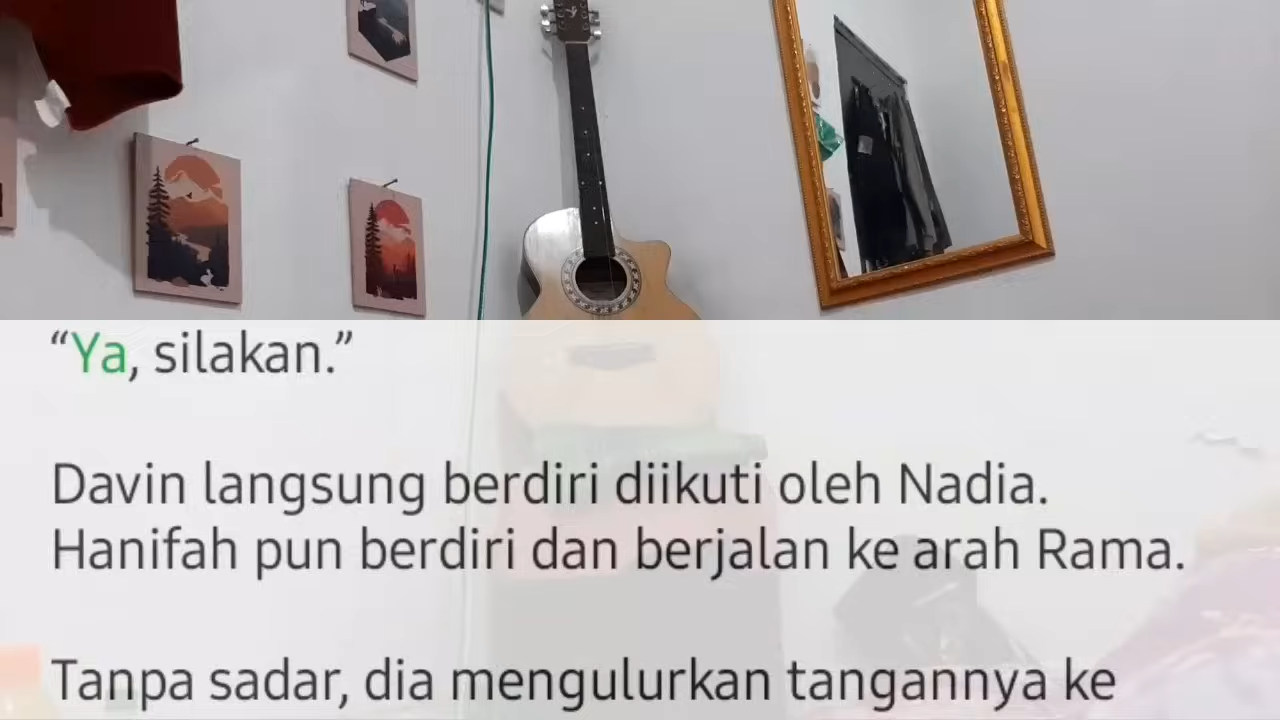 “Ya, silakan.”
Davin langsung berdiri diikuti oleh Nadia.
Hanifah pun berdiri dan berjalan ke arah Rama.
Tanpa sadar, dia mengulurkan tangannya ke